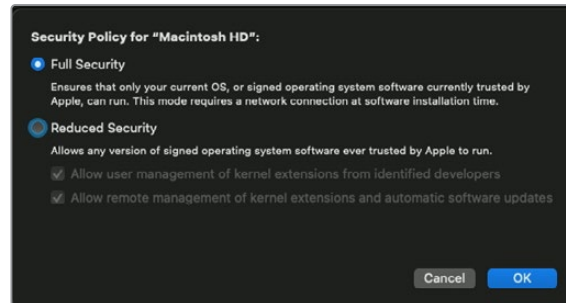 Security Policy for “Macintosh HD”:
Full Security
Ensures that only your current OS, or signed operating system software currently trusted by
Apple, can run. This mode requires a network connection at software installation time.
Reduced Security
Allows any version of signed operating system software ever trusted by Apple to run.
Allow user management of kernel extensions from identified developers
Allow remote management of kernel extensions and automatic software updates
Cancel OK